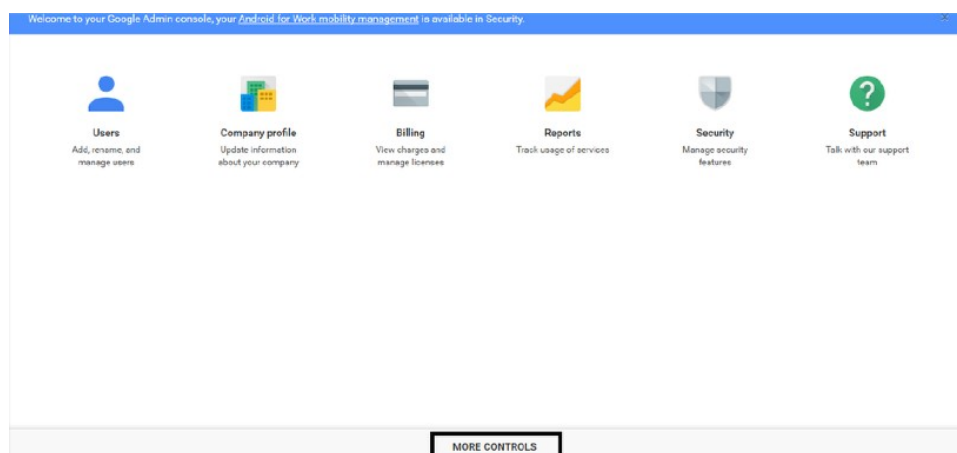 Welcome to your Google Admin console, your Android for Work mobility management is available in Security.
Users
Add, rename, and
manage users
Company profile
Update information
about your company
Billing
View charges and
manage licenses
Reports
Track usage of services
Security
Manage security
features
Support
Talk with our support
team
MORE CONTROLS